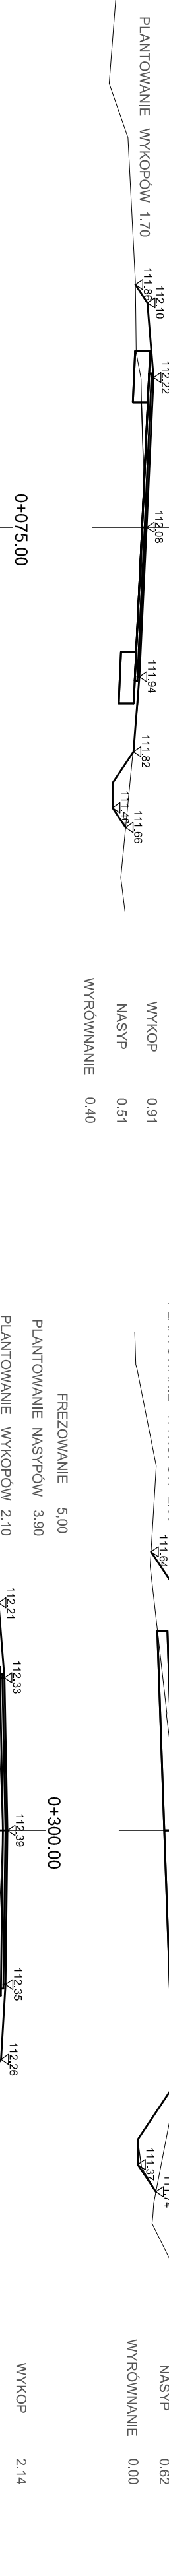 PLANTOWANIE WYKOPÓW 1.70
111.86
112.10
112.22
112.08
111.94
111.82
111.40
111.66
WYKOP 0.91
NASYP 0.51
WYRÓWNANIE 0.40
0+075.00
111.64
111.37
NASYP 0.62
WYRÓWNANIE 0.00
0+300.00
FREZOWANIE 5,00
PLANTOWANIE NASYPÓW 3.90
PLANTOWANIE WYKOPÓW 2,10
112.21
112.33
112.39
112.35
112.26
WYKOP 2.14